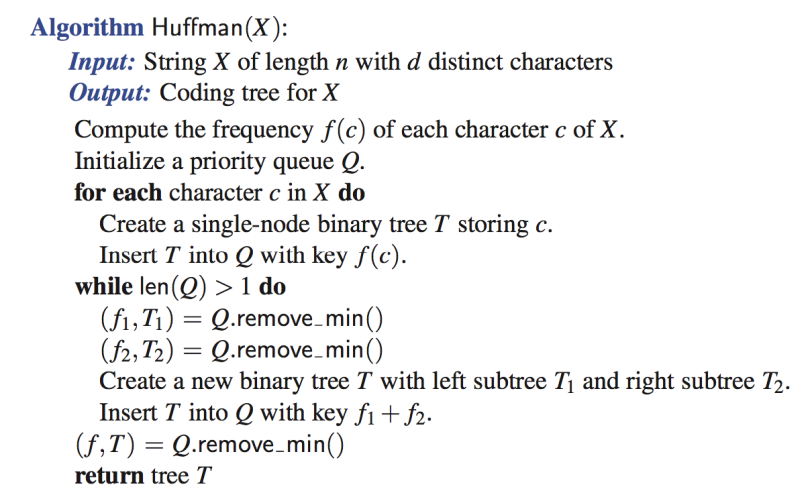 Algorithm Huffman(X):
Input: String X of length n with d distinct characters
Output: Coding tree for X
Compute the frequency f(c) of each character c of X.
Initialize a priority queue Q.
for each character c in X do
Create a single-node binary tree T storing c.
Insert T into Q with key f(c).
while len(Q) > 1 do
(f₁, T₁) = Q.remove_min()
(f₂, T₂) = Q.remove_min()
Create a new binary tree T with left subtree T₁ and right subtree T₂.
Insert T into Q with key f₁ + f₂.
(f, T) = Q.remove_min()
return tree T